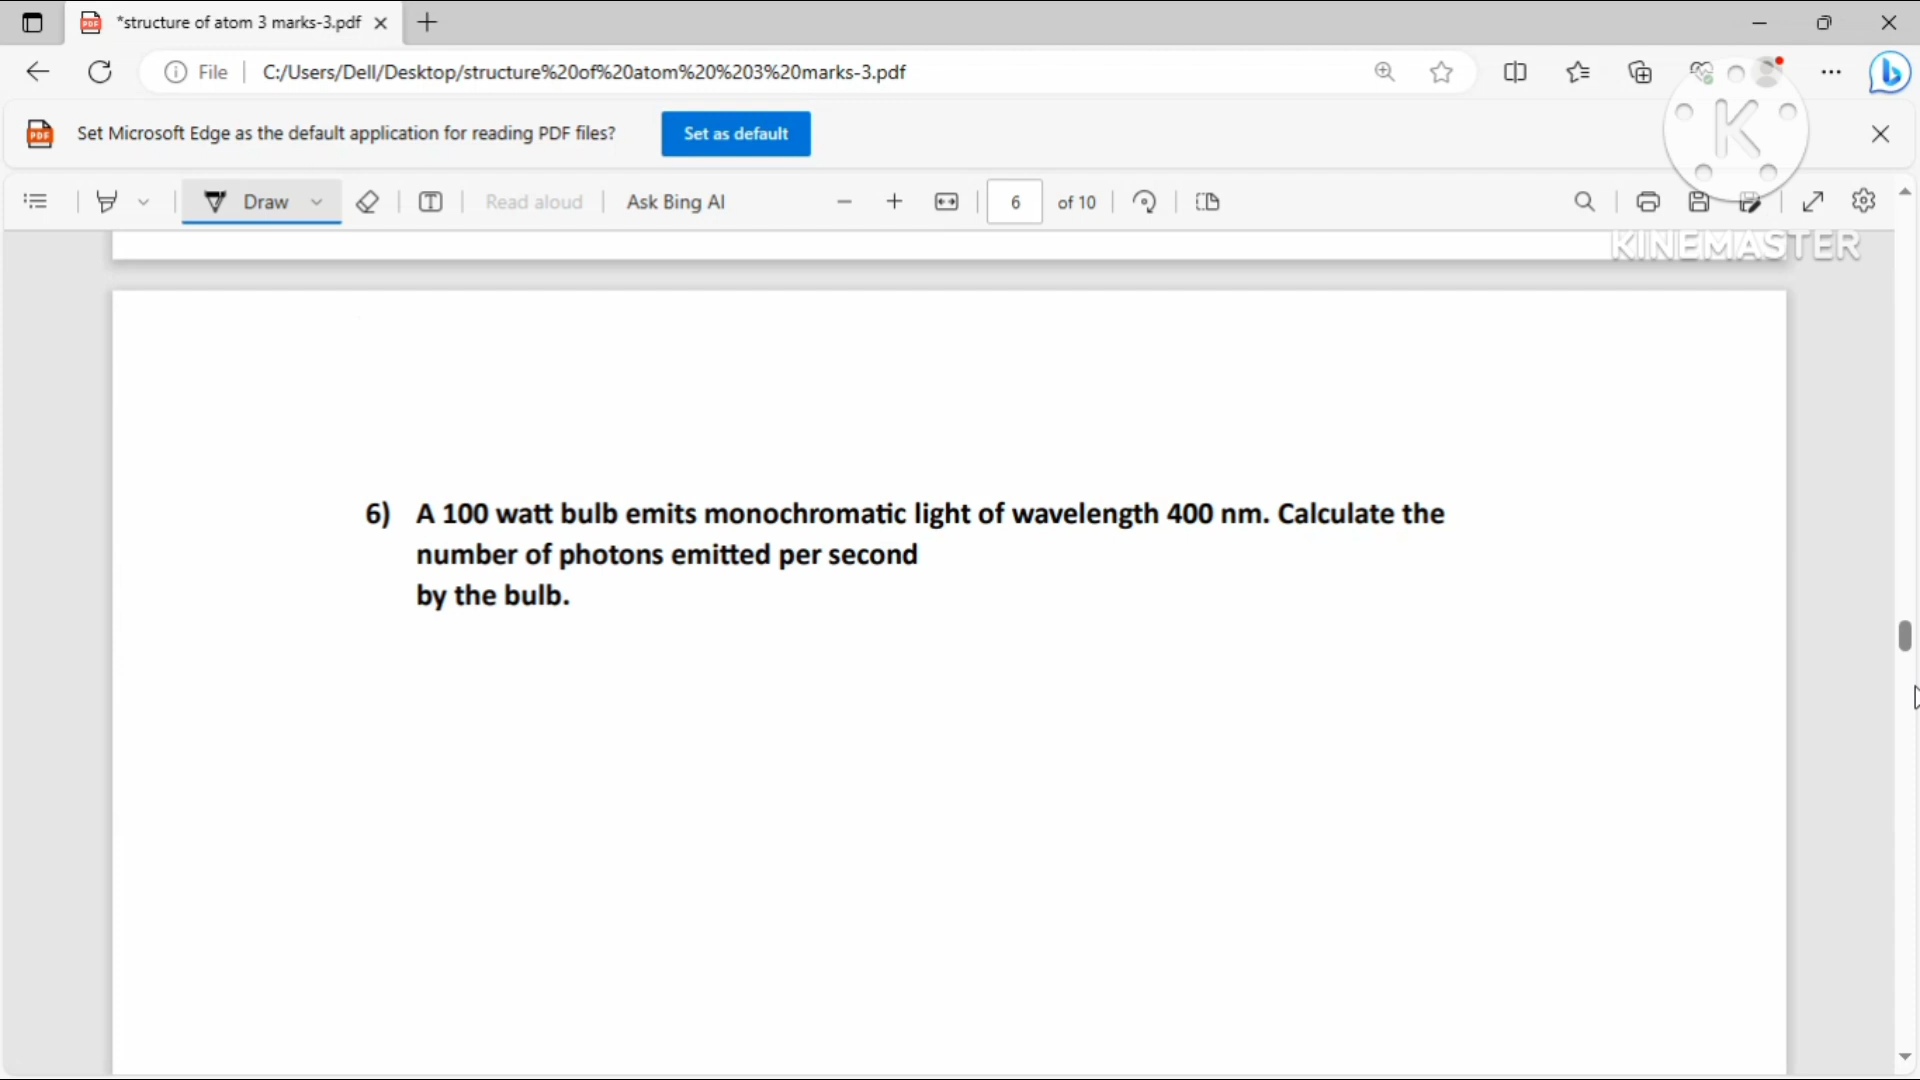 *structure of atom 3 marks-3.pdf
File
C:/Users/Dell/Desktop/structure%20of%20atom%20%203%20marks-3.pdf
PDF
Set Microsoft Edge as the default application for reading PDF files?
Set as default
K
Draw
Read aloud
Ask Bing AI
6
of 10
KINEMASTER
6) A 100 watt bulb emits monochromatic light of wavelength 400 nm. Calculate the
number of photons emitted per second
by the bulb.